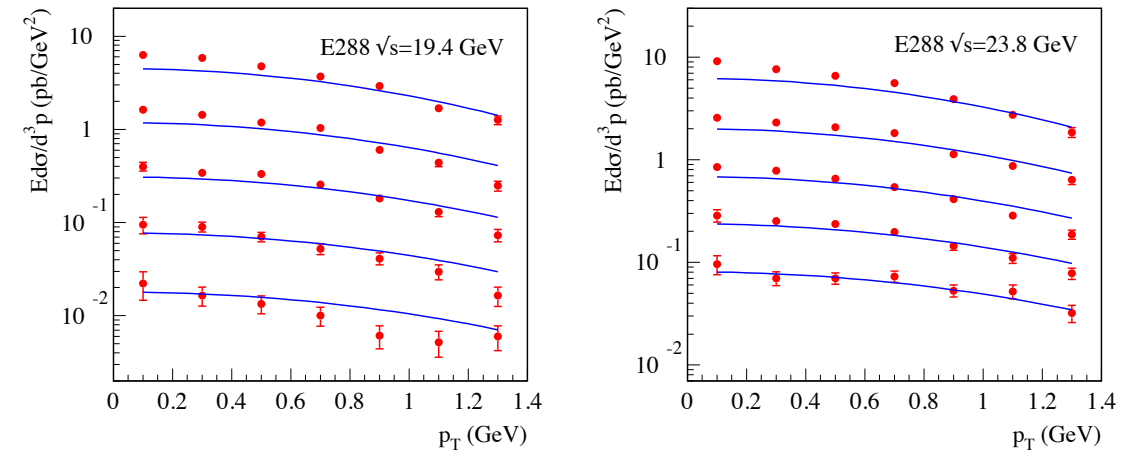 Edσ/d³p (pb/GeV²)
E288 √s=19.4 GeV
10
1
10⁻¹
10⁻²
0 0.2 0.4 0.6 0.8 1 1.2 1.4
p_T (GeV)
Edσ/d³p (pb/GeV²)
E288 √s=23.8 GeV
10
1
10⁻¹
10⁻²
0 0.2 0.4 0.6 0.8 1 1.2 1.4
p_T (GeV)